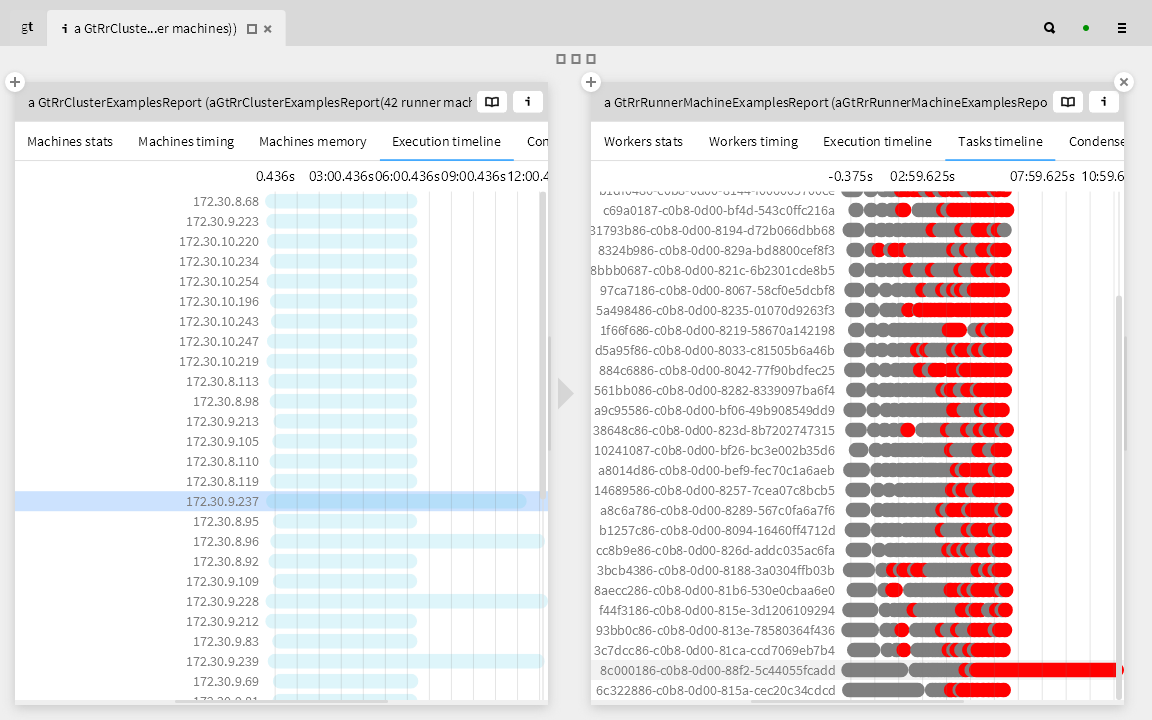 gt
i a GtRrCluste...er machines))
a GtRrClusterExamplesReport (aGtRrClusterExamplesReport(42 runner mach
Machines stats Machines timing Machines memory Execution timeline Con
0.436s 03:00.436s 06:00.436s 09:00.436s 12:00.4
172.30.8.68
172.30.9.223
172.30.10.220
172.30.10.234
172.30.10.254
172.30.10.196
172.30.10.243
172.30.10.247
172.30.10.219
172.30.8.113
172.30.8.98
172.30.9.213
172.30.9.105
172.30.8.110
172.30.8.119
172.30.9.237
172.30.8.95
172.30.8.96
172.30.8.92
172.30.9.109
172.30.9.228
172.30.9.212
172.30.9.83
172.30.9.239
172.30.9.69
a GtRrRunnerMachineExamplesReport (aGtRrRunnerMachineExamplesRepo
Workers stats Workers timing Execution timeline Tasks timeline Condense
-0.375s 02:59.625s 07:59.625s 10:59.6
c69a0187-c0b8-0d00-bf4d-543c0ffc216a
31793b86-c0b8-0d00-8194-d72b066dbb68
8324b986-c0b8-0d00-829a-bd8800cef8f3
8bbb0687-c0b8-0d00-821c-6b2301cde8b5
97ca7186-c0b8-0d00-8067-58cf0e5dcbf8
5a498486-c0b8-0d00-8235-01070d9263f3
1f66f686-c0b8-0d00-8219-58670a142198
d5a95f86-c0b8-0d00-8033-c81505b6a46b
884c6886-c0b8-0d00-8042-77f90bdfec25
561bb086-c0b8-0d00-8282-8339097ba6f4
a9c95586-c0b8-0d00-bf06-49b908549dd9
38648c86-c0b8-0d00-823d-8b7202747315
10241087-c0b8-0d00-bf26-bc3e002b35d6
a8014d86-c0b8-0d00-bef9-fec70c1a6aeb
14689586-c0b8-0d00-8257-7cea07c8bcb5
a8c6a786-c0b8-0d00-8289-567c0fa6a7f6
b1257c86-c0b8-0d00-8094-16460ff4712d
cc8b9e86-c0b8-0d00-826d-addc035ac6fa
3bcb4386-c0b8-0d00-8188-3a0304ffb03b
8aecc286-c0b8-0d00-81b6-530e0cbaa6e0
f44f3186-c0b8-0d00-815e-3d1206109294
93bb0c86-c0b8-0d00-813e-78580364f436
3c7dcc86-c0b8-0d00-81ca-ccd7069eb7b4
8c000186-c0b8-0d00-88f2-5c44055fcadd
6c322886-c0b8-0d00-815a-cec20c34cdcd